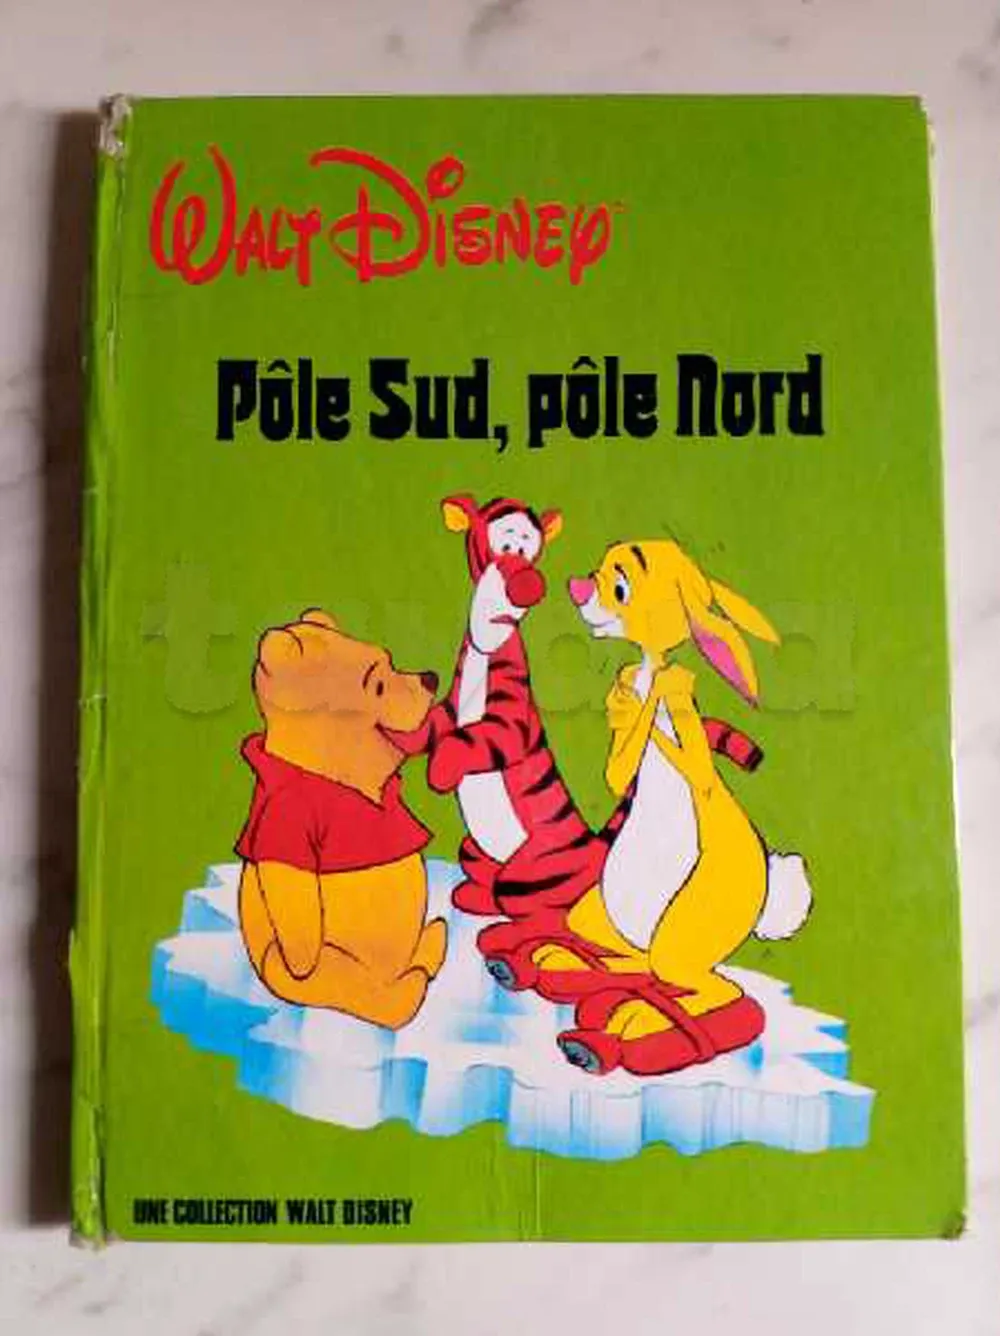 WALT DISNEY
Pôle Sud, pôle Nord
UNE COLLECTION WALT DISNEY